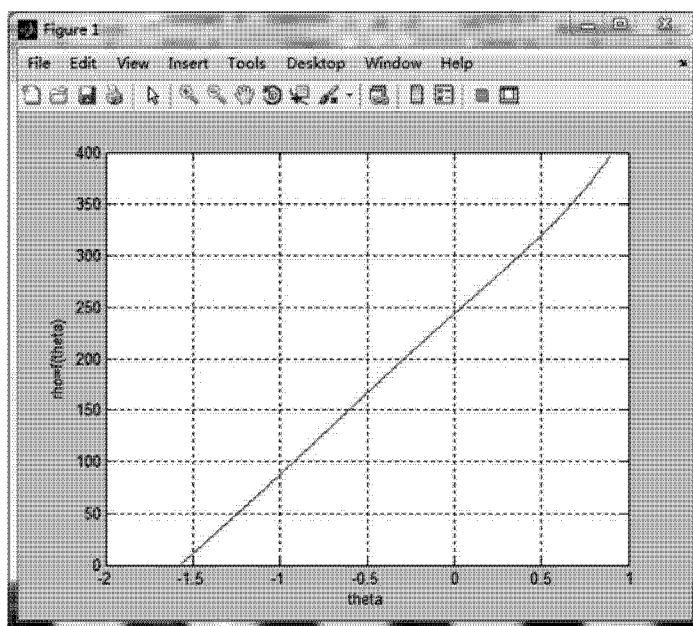 Figure 1
File Edit View Insert Tools Desktop Window Help
400
350
300
250
200
150
100
50
0
rho=f(theta)
-2 -1.5 -1 -0.5 0 0.5 1
theta